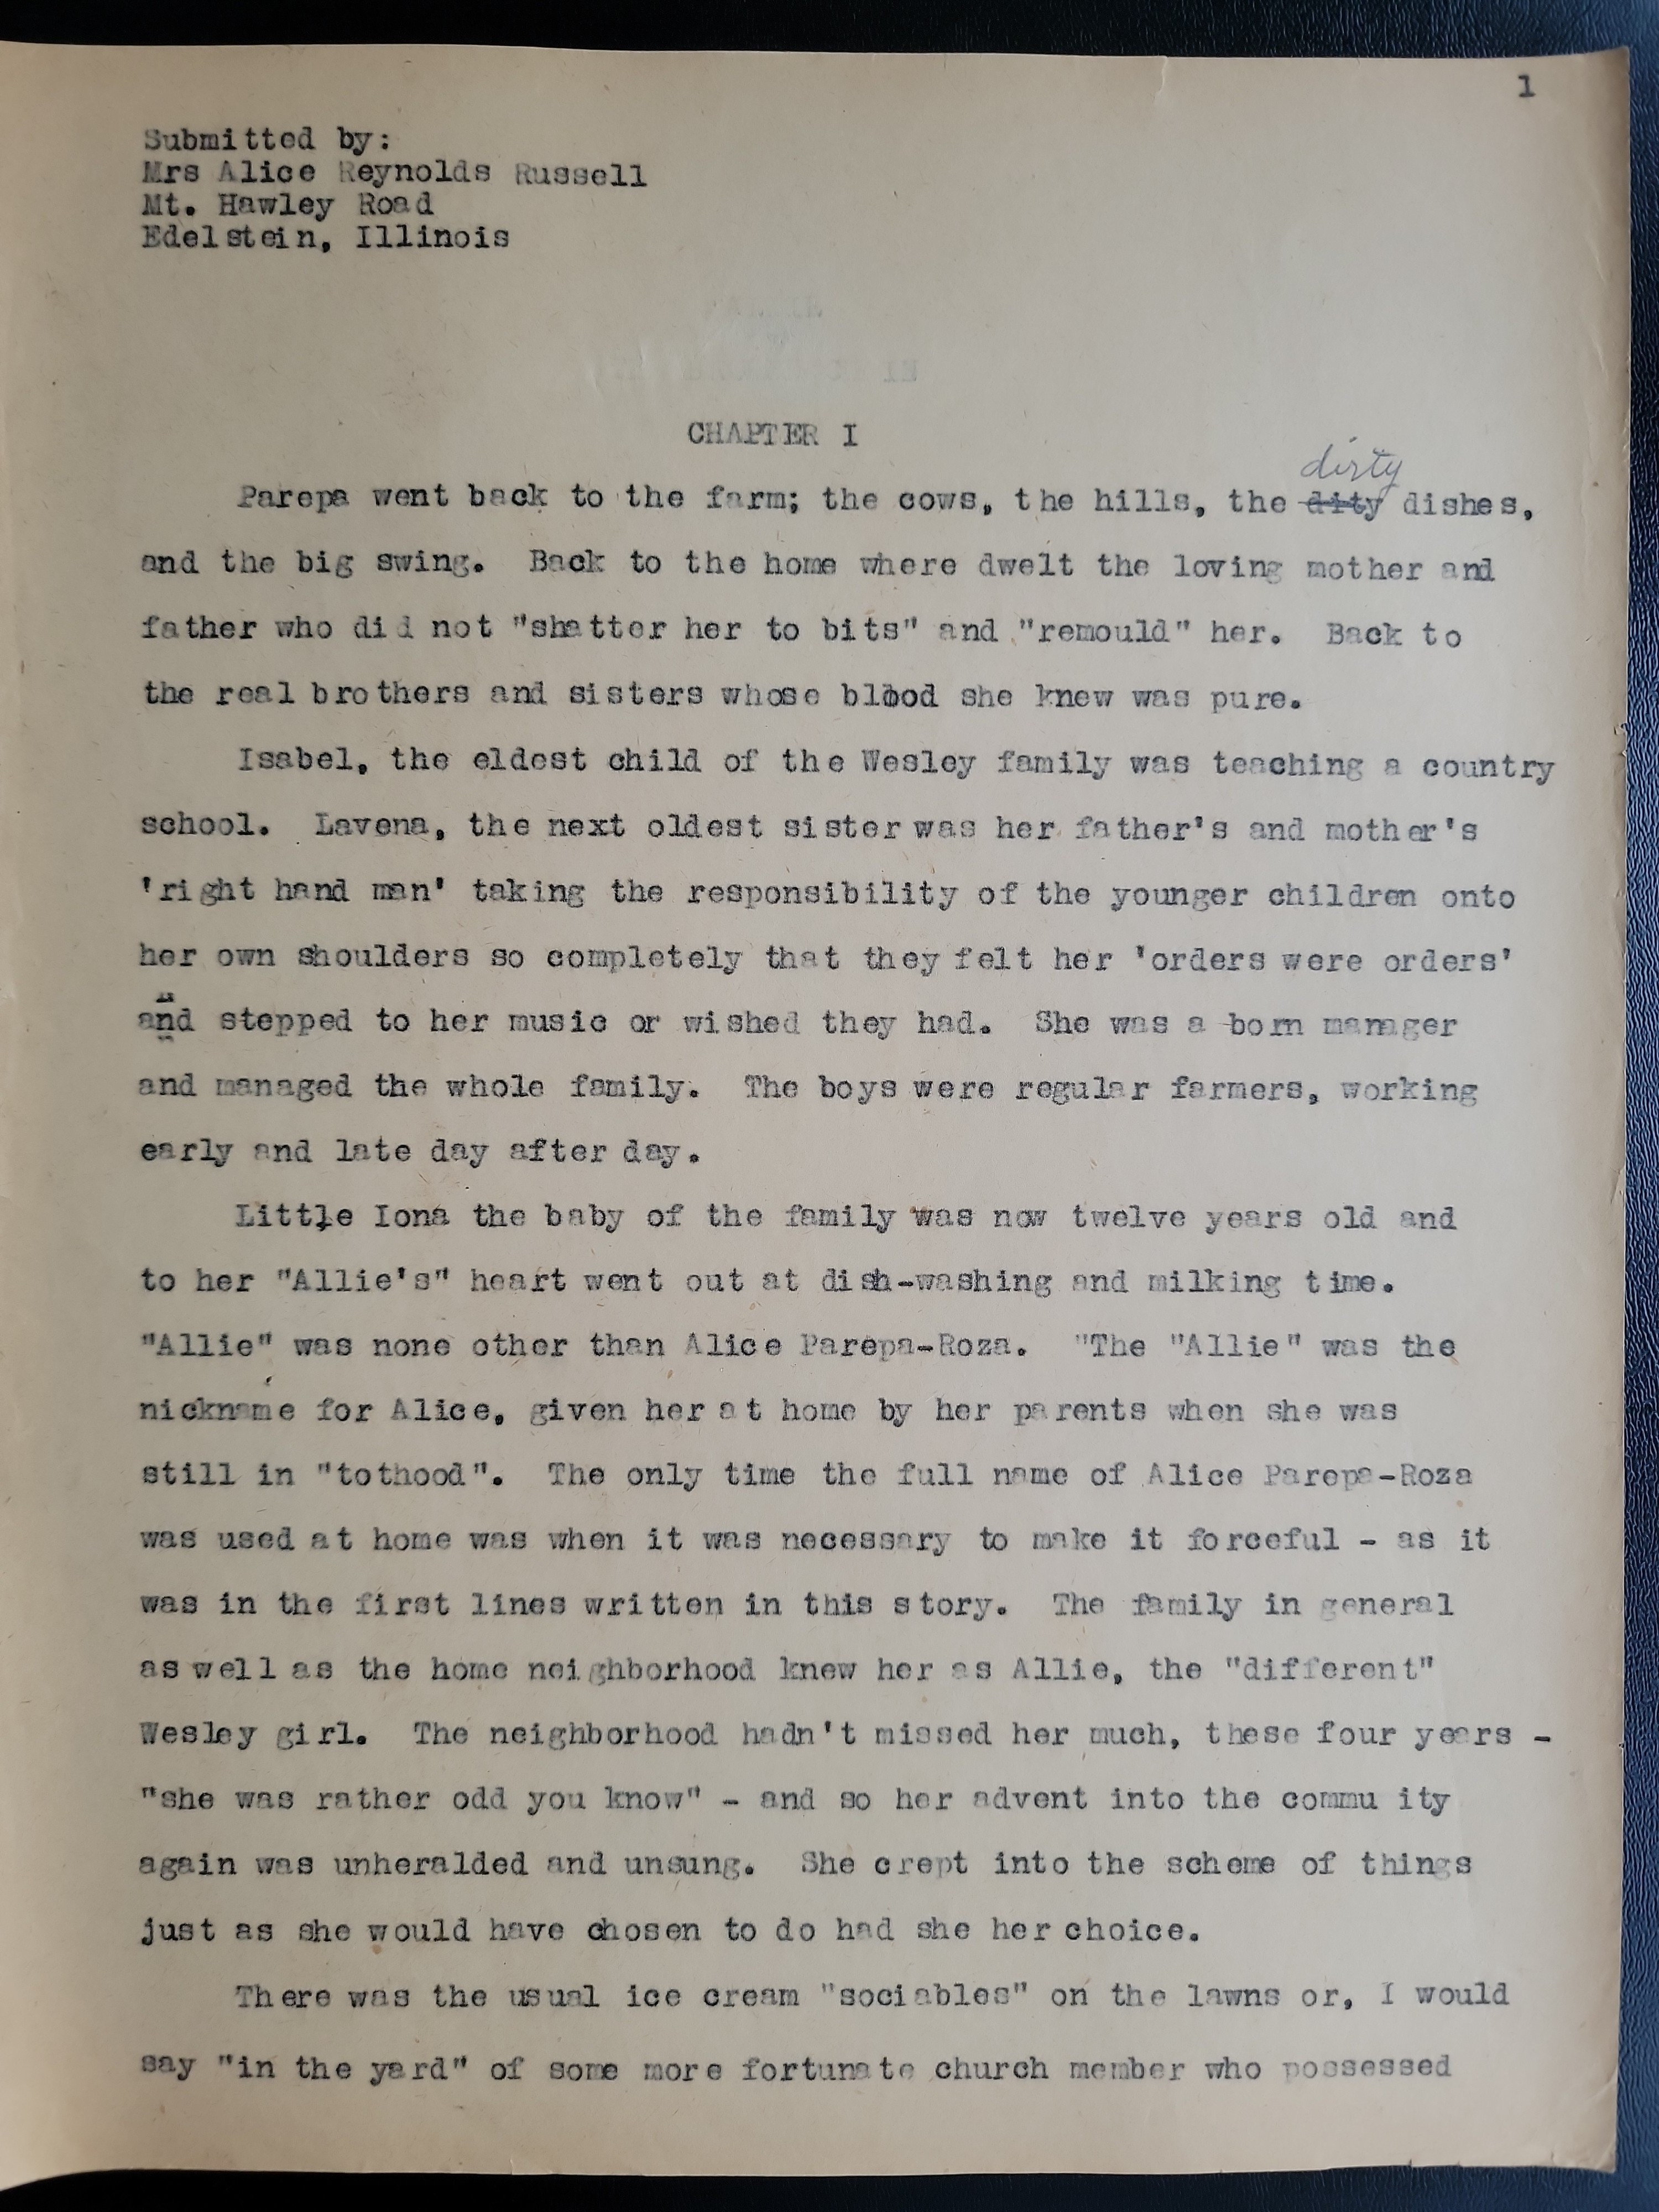 1
Submitted by:
Mrs Alice Reynolds Russell
Mt. Hawley Road
Edelstein, Illinois
CHAPTER I
dirty
Parepa went back to the farm; the cows, the hills, the dity dishes,
and the big swing. Back to the home where dwelt the loving mother and
father who did not "shatter her to bits" and "remould" her. Back to
the real brothers and sisters whose blood she knew was pure.
Isabel, the eldest child of the Wesley family was teaching a country
school. Lavena, the next oldest sister was her father's and mother's
'right hand man' taking the responsibility of the younger children onto
her own shoulders so completely that they felt her 'orders were orders'
and stepped to her music or wished they had. She was a born manager
and managed the whole family. The boys were regular farmers, working
early and late day after day.
Little Iona the baby of the family was now twelve years old and
to her "Allie's" heart went out at dish-washing and milking time.
"Allie" was none other than Alice Parepa-Roza. "The "Allie" was the
nickname for Alice, given her at home by her parents when she was
still in "tothood". The only time the full name of Alice Parepa-Roza
was used at home was when it was necessary to make it forceful - as it
was in the first lines written in this story. The family in general
as well as the home neighborhood knew her as Allie, the "different"
Wesley girl. The neighborhood hadn't missed her much, these four years -
"she was rather odd you know" - and so her advent into the commu ity
again was unheralded and unsung. She crept into the scheme of things
just as she would have chosen to do had she her choice.
There was the usual ice cream "sociables" on the lawns or, I would
say "in the yard" of some more fortunate church member who possessed